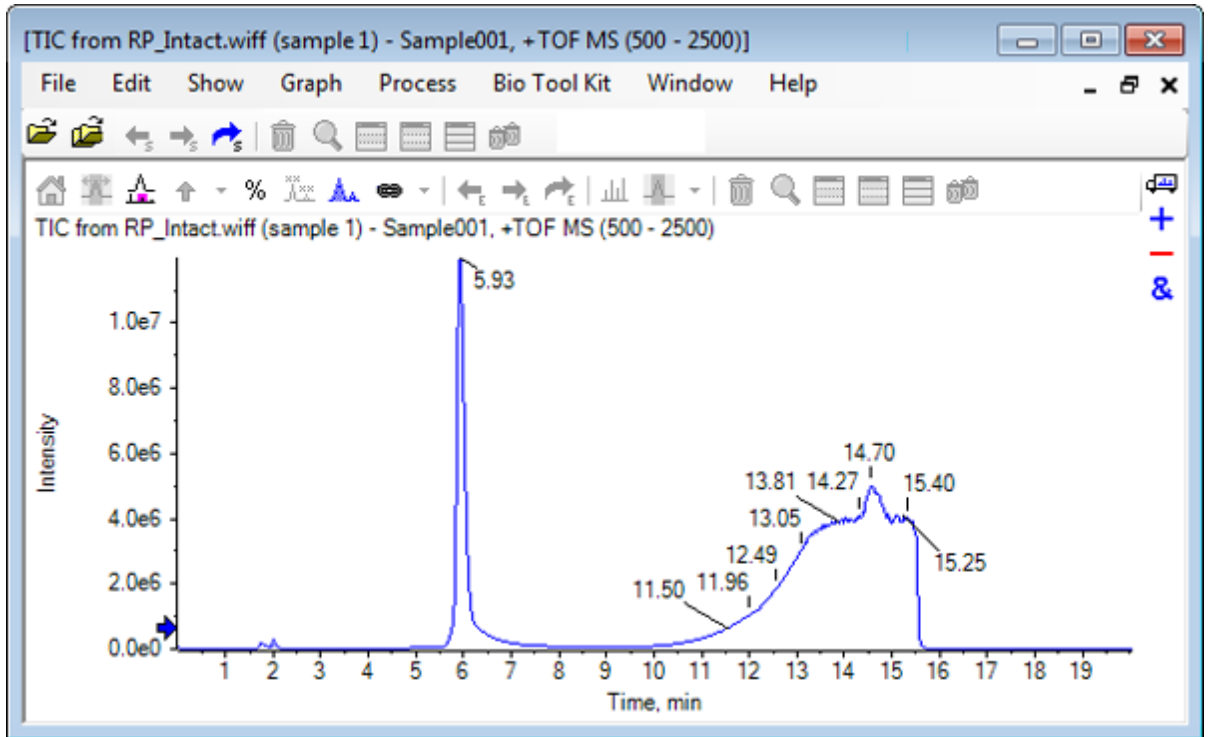 [TIC from RP_Intact.wiff (sample 1) - Sample001, +TOF MS (500 - 2500)]
File Edit Show Graph Process Bio Tool Kit Window Help
S S S
% E E E
TIC from RP_Intact.wiff (sample 1) - Sample001, +TOF MS (500 - 2500)
&
5.93
1.0e7
8.0e6
6.0e6
4.0e6
2.0e6
0.0e0
Intensity
14.70
13.81 14.27 15.40
13.05
12.49
11.50 11.96 15.25
1 2 3 4 5 6 7 8 9 10 11 12 13 14 15 16 17 18 19
Time, min